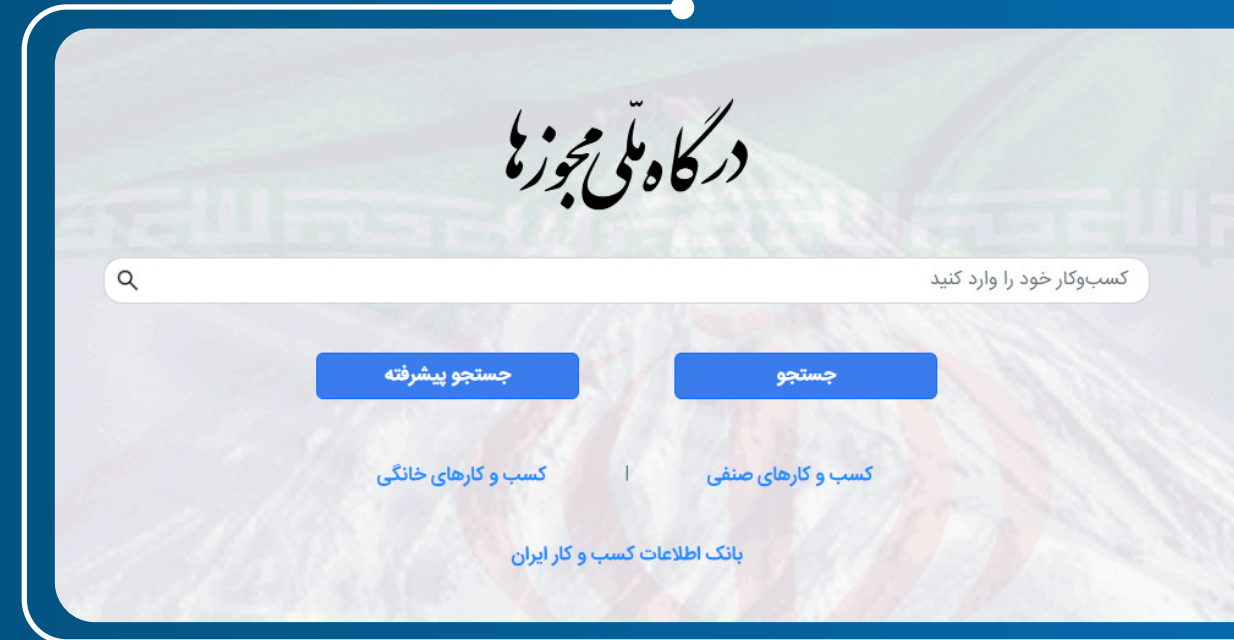 درگاه ملّی مجوزها
کسب‌وکار خود را وارد کنید
جستجو
جستجو پیشرفته
کسب و کارهای صنفی | کسب و کارهای خانگی
بانک اطلاعات کسب و کار ایران